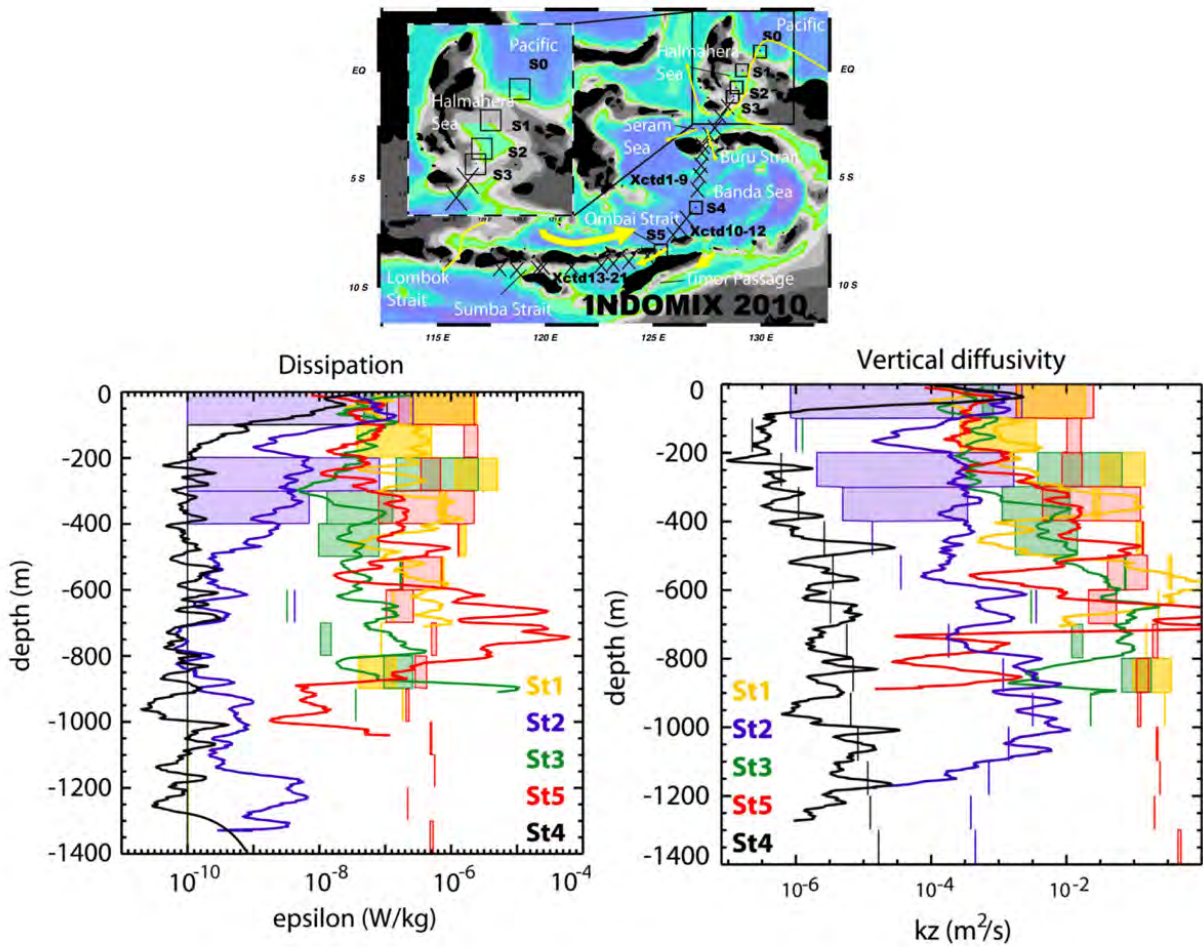 Pacific
S0
Pacific
S0
EQ
EQ
Halmahera
Sea
S1
S2
S3
Halmahera
Sea
S1
S2
S3
Seram
Sea
Buru Strait
5 S
5 S
Xctd1-9
Banda Sea
S4
Ombai Strait
Xctd10-12
S5
Lombok
Strait
Xctd13-21
Timor Passage
10 S
10 S
Sumba Strait
INDOMIX 2010
115 E
120 E
125 E
130 E
Dissipation
0
-200
-400
-600
-800
-1000
-1200
-1400
depth (m)
St1
St2
St3
St5
St4
10-10
10-8
10-6
10-4
epsilon (W/kg)
Vertical diffusivity
0
-200
-400
-600
-800
-1000
-1200
-1400
depth (m)
St1
St2
St3
St5
St4
10-6
10-4
10-2
kz (m2/s)